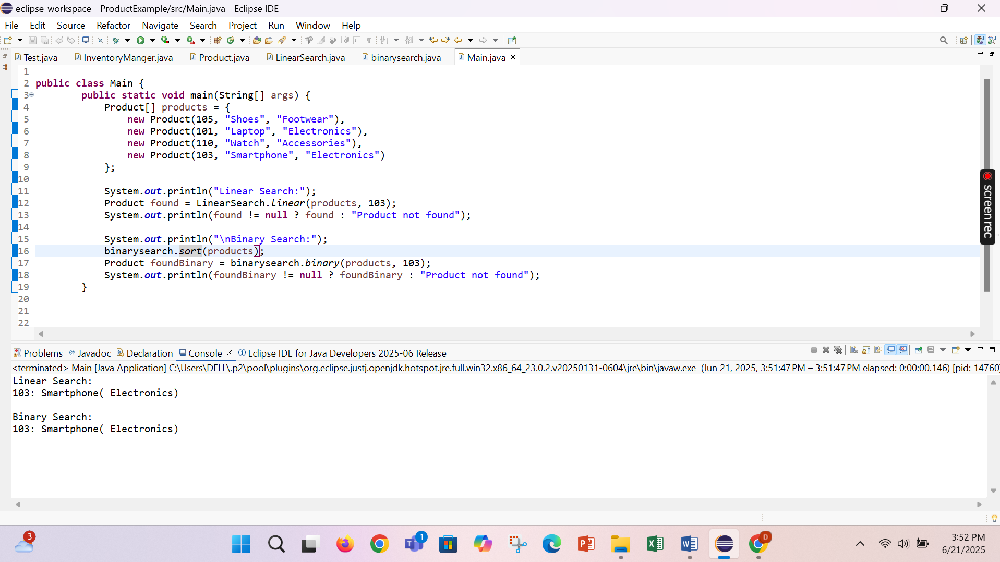 eclipse-workspace - ProductExample/src/Main.java - Eclipse IDE
File Edit Source Refactor Navigate Search Project Run Window Help
Test.java InventoryManger.java Product.java LinearSearch.java binarysearch.java Main.java
1
2 public class Main {
3 public static void main(String[] args) {
4 Product[] products = {
5 new Product(105, "Shoes", "Footwear"),
6 new Product(101, "Laptop", "Electronics"),
7 new Product(110, "Watch", "Accessories"),
8 new Product(103, "Smartphone", "Electronics")
9 };
10
11 System.out.println("Linear Search:");
12 Product found = LinearSearch.linear(products, 103);
13 System.out.println(found != null ? found : "Product not found");
14
15 System.out.println("\nBinary Search:");
16 binarysearch.sort(products);
17 Product foundBinary = binarysearch.binary(products, 103);
18 System.out.println(foundBinary != null ? foundBinary : "Product not found");
19 }
20
21
22
screenrec
Problems @ Javadoc Declaration Console Eclipse IDE for Java Developers 2025-06 Release
<terminated> Main [Java Application] C:\Users\DELL\.p2\pool\plugins\org.eclipse.justj.openjdk.hotspot.jre.full.win32.x86_64_23.0.2.v20250131-0604\jre\bin\javaw.exe (Jun 21, 2025, 3:51:47 PM – 3:51:47 PM elapsed: 0:00:00.146) [pid: 14760
Linear Search:
103: Smartphone( Electronics)

Binary Search:
103: Smartphone( Electronics)
3
1
D
3:52 PM
6/21/2025